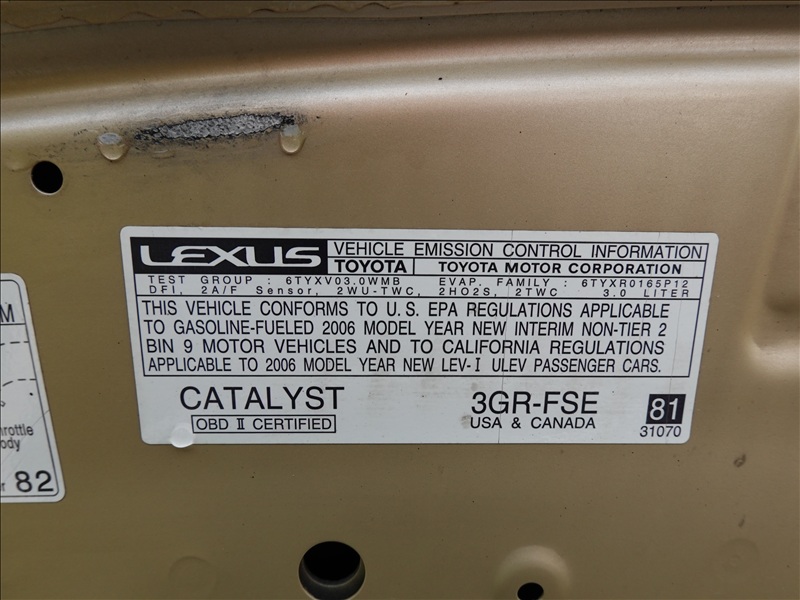 LEXUS VEHICLE EMISSION CONTROL INFORMATION
TOYOTA TOYOTA MOTOR CORPORATION
TEST GROUP : 6TYXV03.0WMB EVAP. FAMILY : 6TYXR0165P12
DFI, 2A/F Sensor, 2WU-TWC, 2HO2S, 2TWC 3.0 LITER
THIS VEHICLE CONFORMS TO U.S. EPA REGULATIONS APPLICABLE
TO GASOLINE-FUELED 2006 MODEL YEAR NEW INTERIM NON-TIER 2
BIN 9 MOTOR VEHICLES AND TO CALIFORNIA REGULATIONS
APPLICABLE TO 2006 MODEL YEAR NEW LEV-I ULEV PASSENGER CARS.
CATALYST 3GR-FSE 81
OBD II CERTIFIED USA & CANADA 31070
M
hrottle
ody
r 82